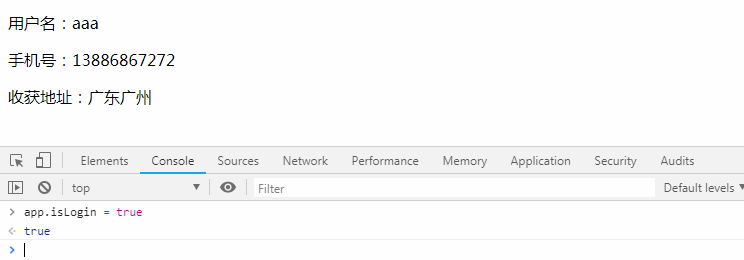 用户名：aaa
手机号：13886867272
收获地址：广东广州
Elements Console Sources Network Performance Memory Application Security Audits
top Filter Default levels
app.isLogin = true
true